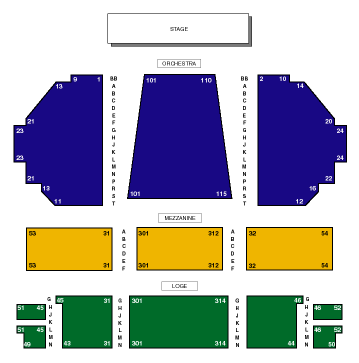 STAGE
ORCHESTRA
9 1 BB 101 110 BB 2 10
13 A A 14
B B
C C
D D
21 E E 20
F F
23 G G 24
H H
J J
K K
23 L L 24
M M
N N
21 P P 22
13 R R 16
101 115
S S
11 T T 12
MEZZANINE
53 31 A 301 312 A 32 54
B B
C C
D D
E E
53 31 F 301 312 F 32 54
LOGE
G 45 31 G 301 314 G 46 G
51 45 H H H H 46 52
J J J J
K K K K
51 45 L L L L 46 52
M M M M
49 N 43 31 N 301 314 N 44 N 50